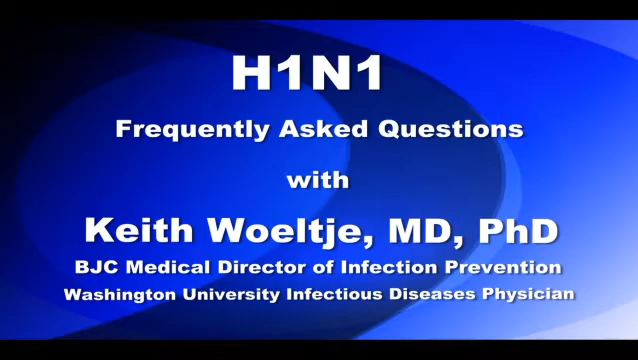 H1N1
Frequently Asked Questions
with
Keith Woeltje, MD, PhD
BJC Medical Director of Infection Prevention
Washington University Infectious Diseases Physician